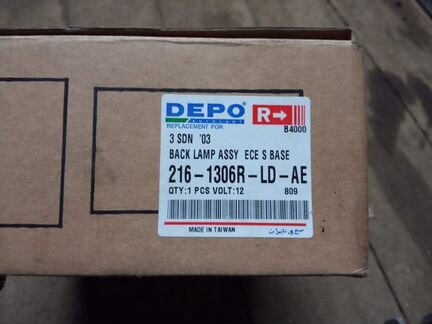 DEPO
AUTOLAMP
REPLACEMENT FOR
R
B4000
3 SDN '03
BACK LAMP ASSY ECE S BASE
216-1306R-LD-AE
QTY:1 PCS VOLT:12 809
MADE IN TAIWAN